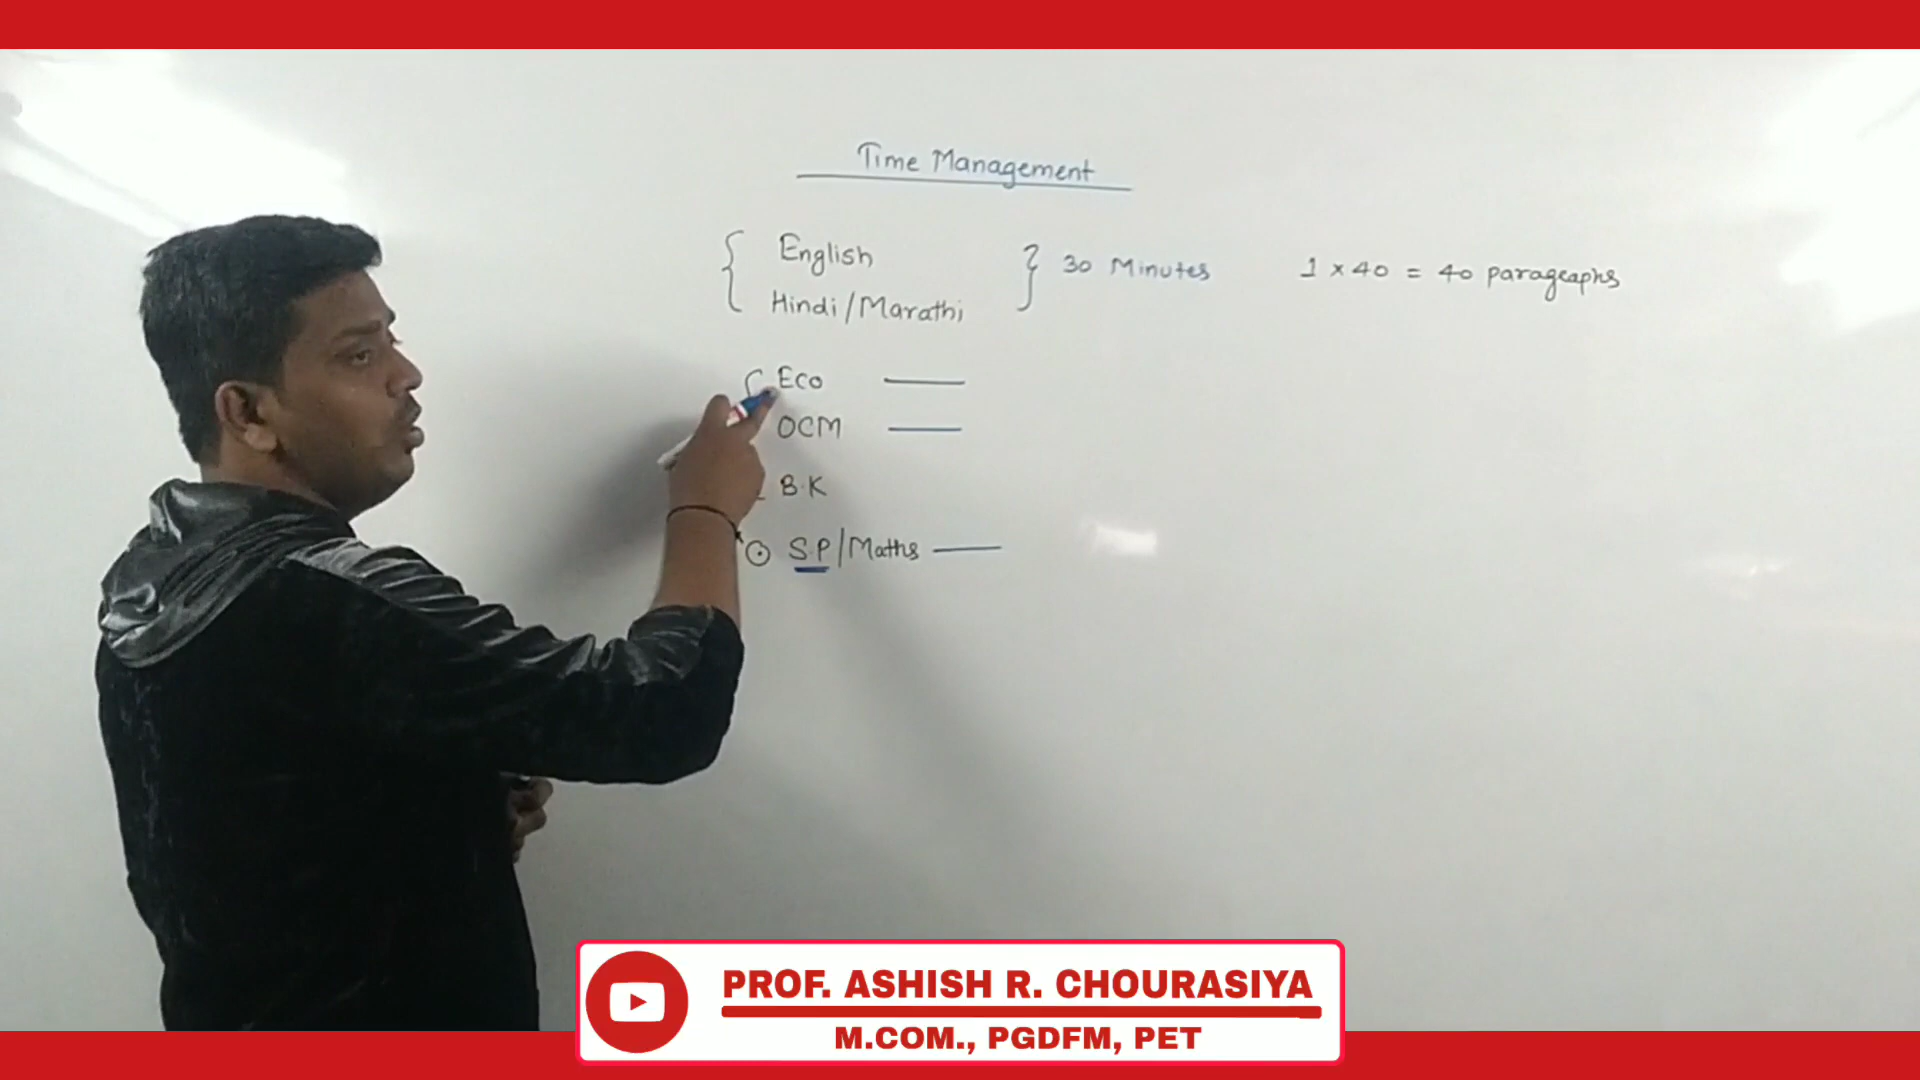 Time Management
English
Hindi/Marathi
30 Minutes
1 × 40 = 40 paragraphs
Eco
OCM
B.K
S.P/Maths
PROF. ASHISH R. CHOURASIYA
M.COM., PGDFM, PET